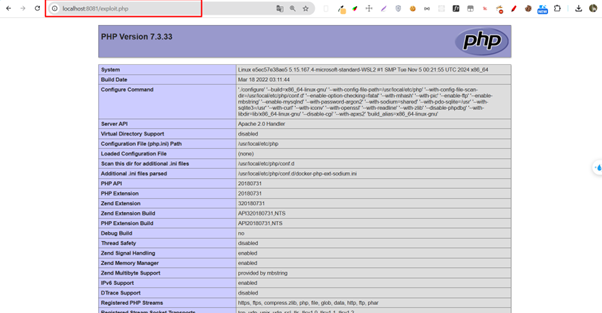 localhost:8081/exploit.php
PHP Version 7.3.33
php
System Linux e5ec57e38ae5 5.15.167.4-microsoft-standard-WSL2 #1 SMP Tue Nov 5 00:21:55 UTC 2024 x86_64
Build Date Mar 18 2022 03:11:44
Configure Command './configure' '--build=x86_64-linux-gnu' '--with-config-file-path=/usr/local/etc/php' '--with-config-file-scan-
dir=/usr/local/etc/php/conf.d' '--enable-option-checking=fatal' '--with-mhash' '--with-pic' '--enable-ftp' '--enable-
mbstring' '--enable-mysqlnd' '--with-password-argon2' '--with-sodium=shared' '--with-pdo-sqlite=/usr' '--with-
sqlite3=/usr' '--with-curl' '--with-iconv' '--with-openssl' '--with-readline' '--with-zlib' '--disable-phpdbg' '--with-
libdir=lib/x86_64-linux-gnu' '--disable-cgi' '--with-apxs2' 'build_alias=x86_64-linux-gnu'
Server API Apache 2.0 Handler
Virtual Directory Support disabled
Configuration File (php.ini) Path /usr/local/etc/php
Loaded Configuration File (none)
Scan this dir for additional .ini files /usr/local/etc/php/conf.d
Additional .ini files parsed /usr/local/etc/php/conf.d/docker-php-ext-sodium.ini
PHP API 20180731
PHP Extension 20180731
Zend Extension 320180731
Zend Extension Build API320180731,NTS
PHP Extension Build API20180731,NTS
Debug Build no
Thread Safety disabled
Zend Signal Handling enabled
Zend Memory Manager enabled
Zend Multibyte Support provided by mbstring
IPv6 Support enabled
DTrace Support disabled
Registered PHP Streams https, ftps, compress.zlib, php, file, glob, data, http, ftp, phar
Registered Stream Socket Transports